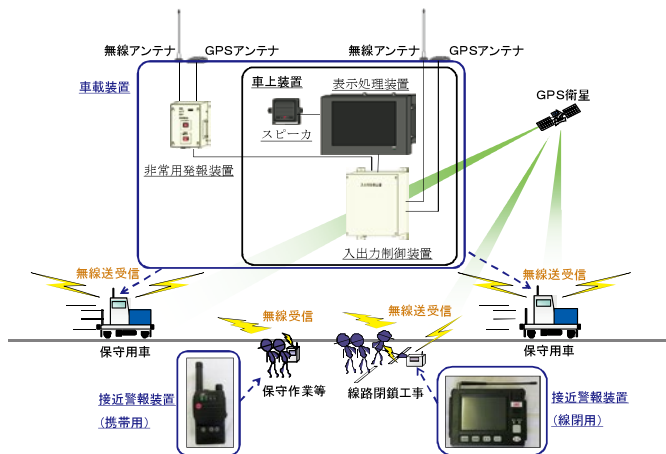 無線アンテナ
GPSアンテナ
無線アンテナ
GPSアンテナ
車載装置
車上装置
表示処理装置
GPS衛星
スピーカ
非常用発報装置
入出力制御装置
無線送受信
無線送受信
無線受信
無線送受信
保守用車
保守用車
保守作業等
線路閉鎖工事
接近警報装置
(携帯用)
接近警報装置
(線閉用)